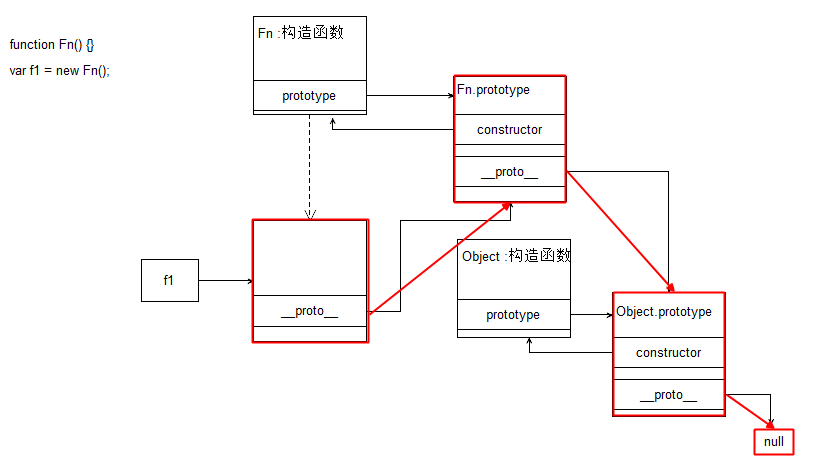 function Fn() {}
var f1 = new Fn();
Fn :构造函数
prototype
Fn.prototype
constructor
__proto__
f1
__proto__
Object :构造函数
prototype
Object.prototype
constructor
__proto__
null